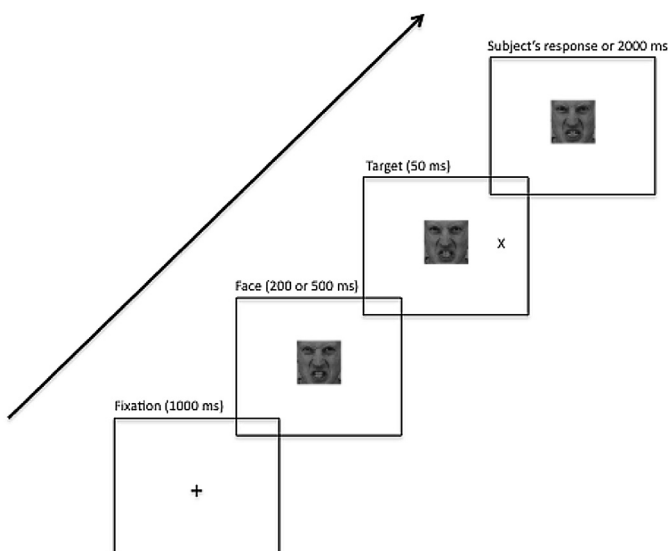 Subject's response or 2000 ms
Target (50 ms)
X
Face (200 or 500 ms)
Fixation (1000 ms)
+